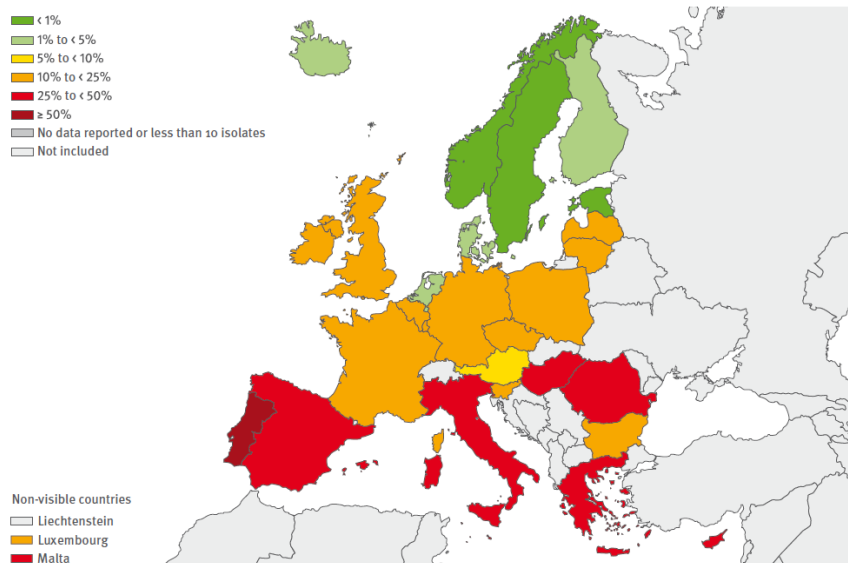 < 1%
1% to < 5%
5% to < 10%
10% to < 25%
25% to < 50%
≥ 50%
No data reported or less than 10 isolates
Not included
Non-visible countries
Liechtenstein
Luxembourg
Malta